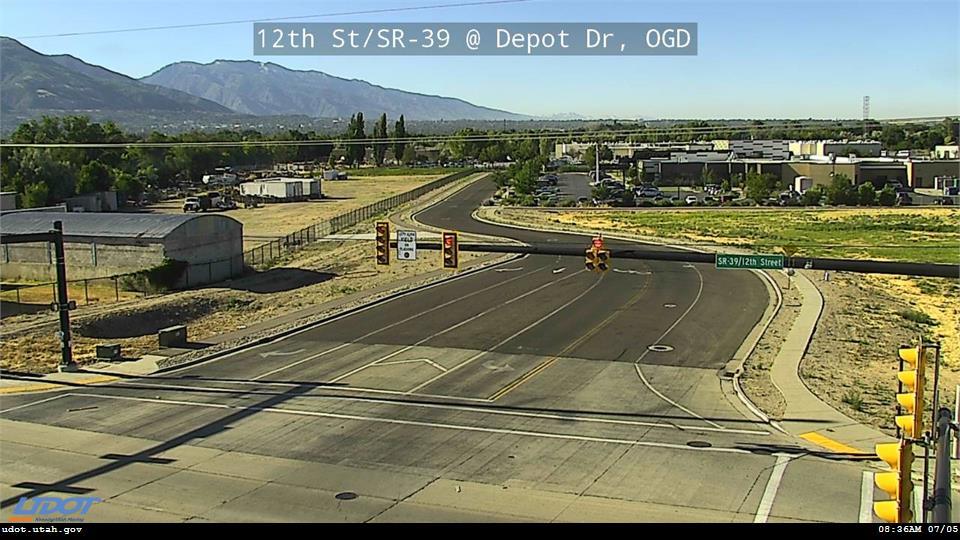 12th St/SR-39 @ Depot Dr, OGD
SR-39/12th Street
UDOT
udot.utah.gov
08:36AM 07/05